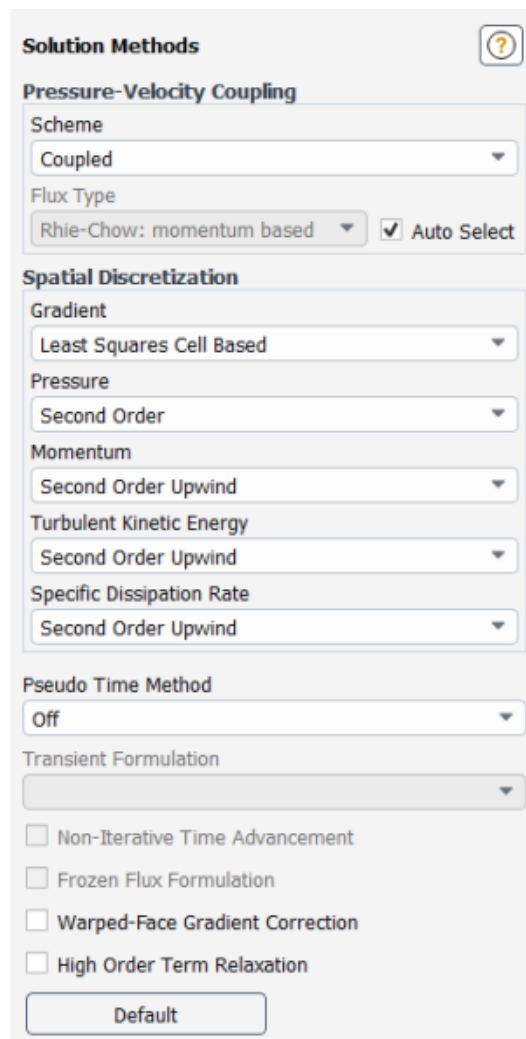 Solution Methods
?
Pressure-Velocity Coupling
Scheme
Coupled
Flux Type
Rhie-Chow: momentum based Auto Select
Spatial Discretization
Gradient
Least Squares Cell Based
Pressure
Second Order
Momentum
Second Order Upwind
Turbulent Kinetic Energy
Second Order Upwind
Specific Dissipation Rate
Second Order Upwind
Pseudo Time Method
Off
Transient Formulation
Non-Iterative Time Advancement
Frozen Flux Formulation
Warped-Face Gradient Correction
High Order Term Relaxation
Default